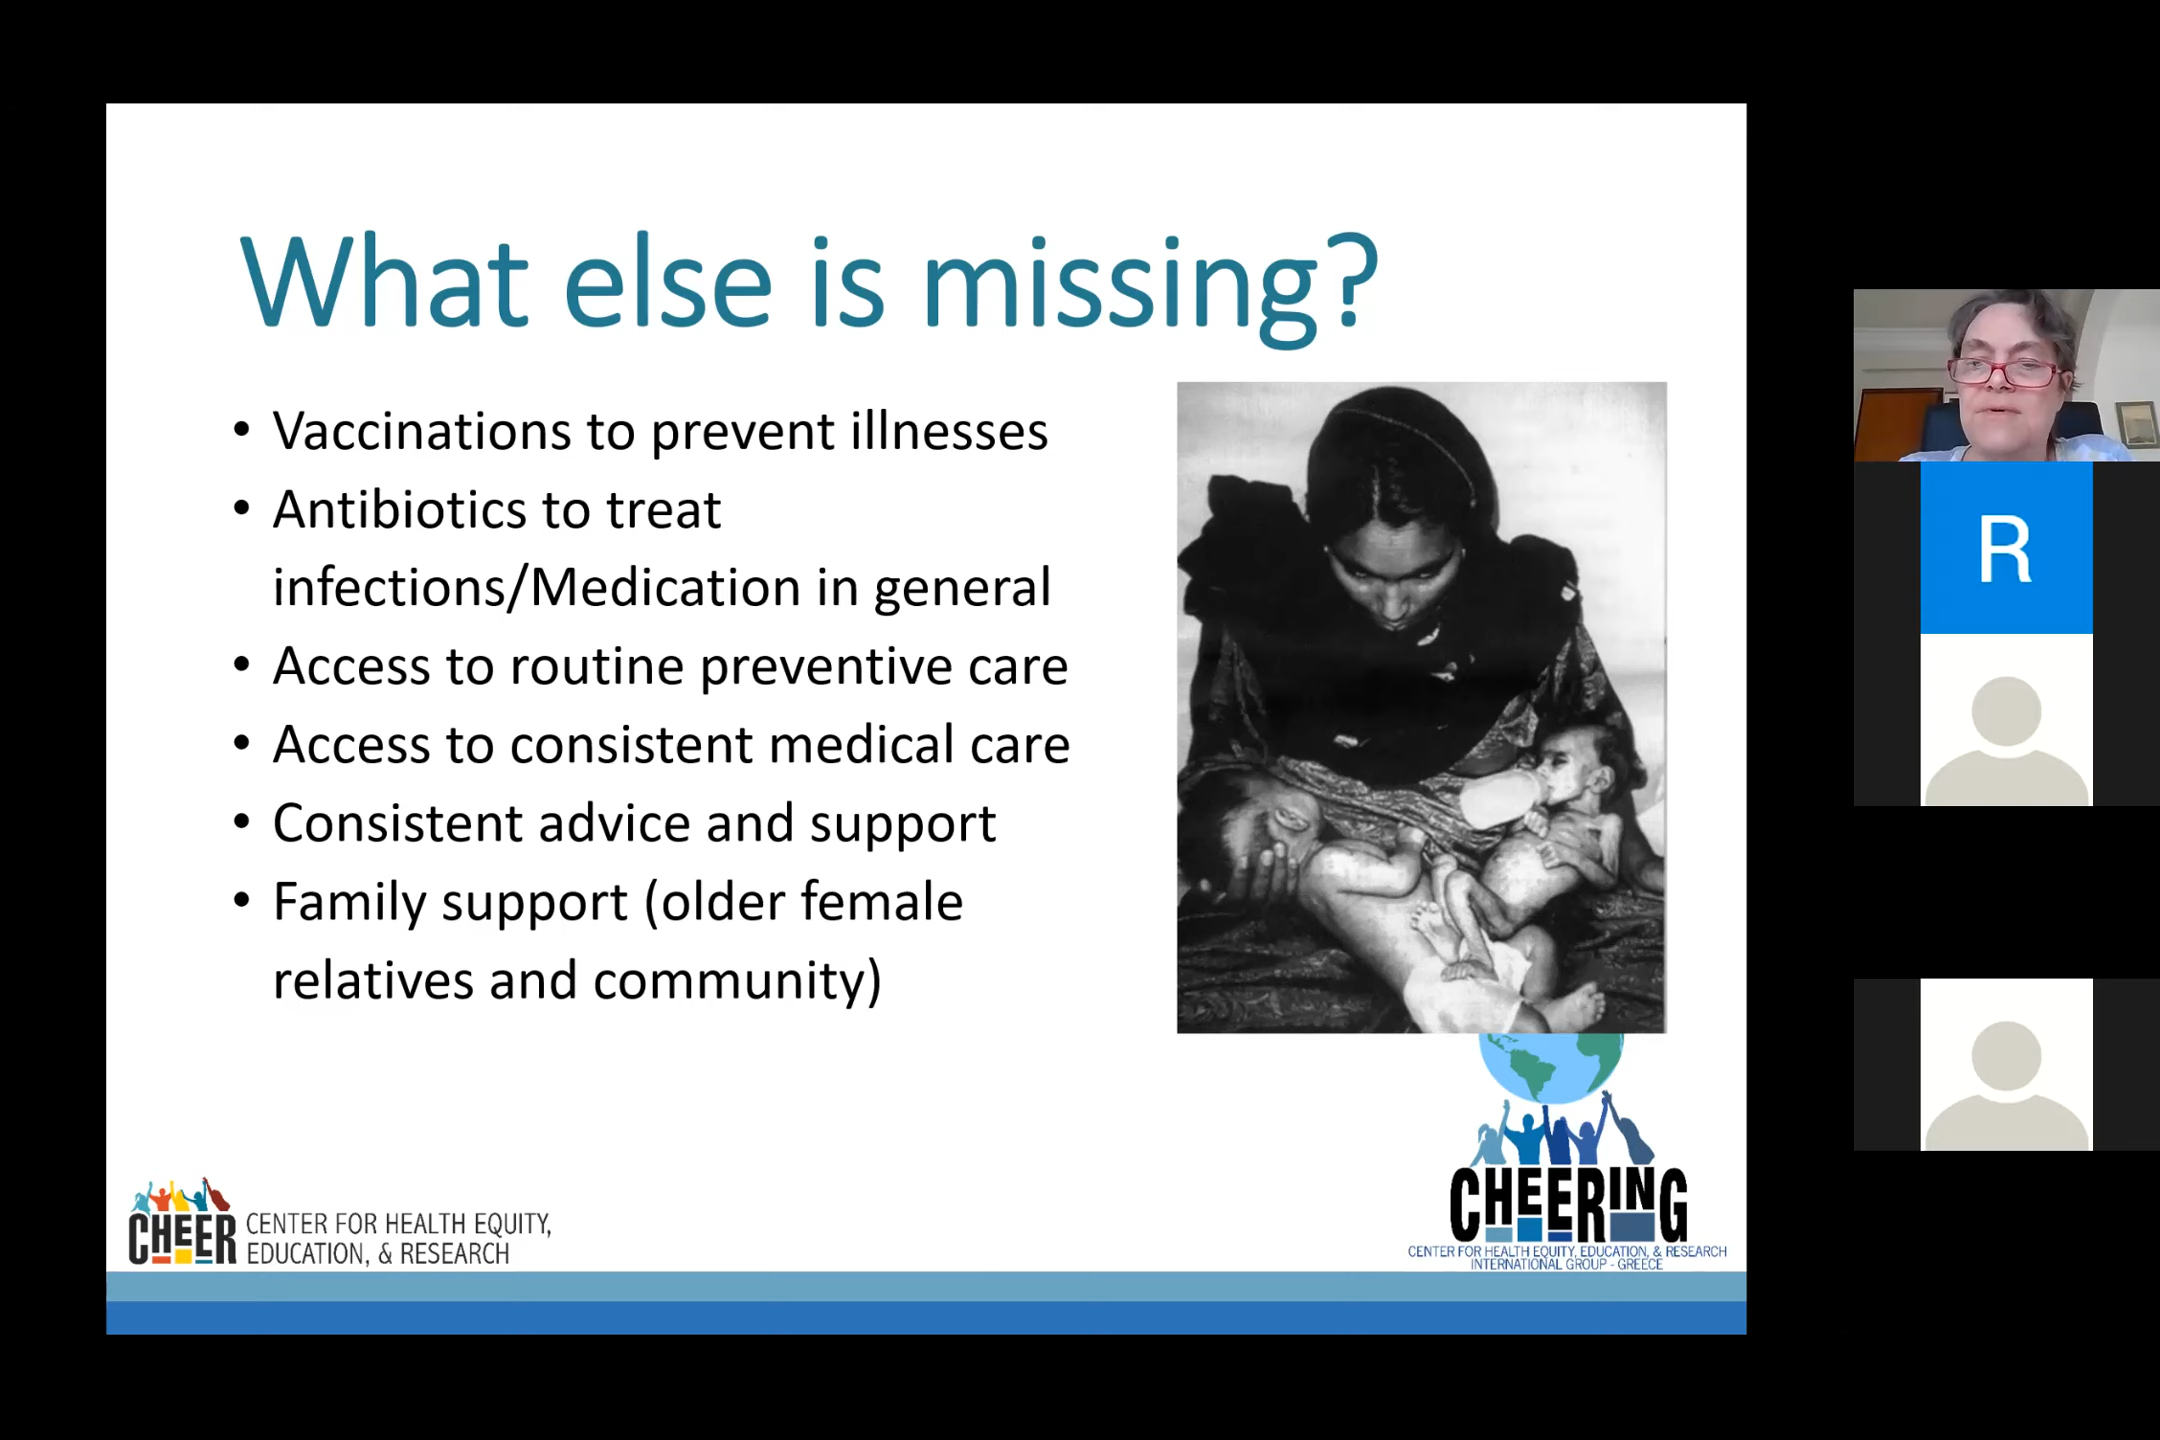 What else is missing?
• Vaccinations to prevent illnesses
• Antibiotics to treat
infections/Medication in general
• Access to routine preventive care
• Access to consistent medical care
• Consistent advice and support
• Family support (older female
relatives and community)
R
CHEER CENTER FOR HEALTH EQUITY,
EDUCATION, & RESEARCH
CHEERING
CENTER FOR HEALTH EQUITY, EDUCATION, & RESEARCH
INTERNATIONAL GROUP - GREECE